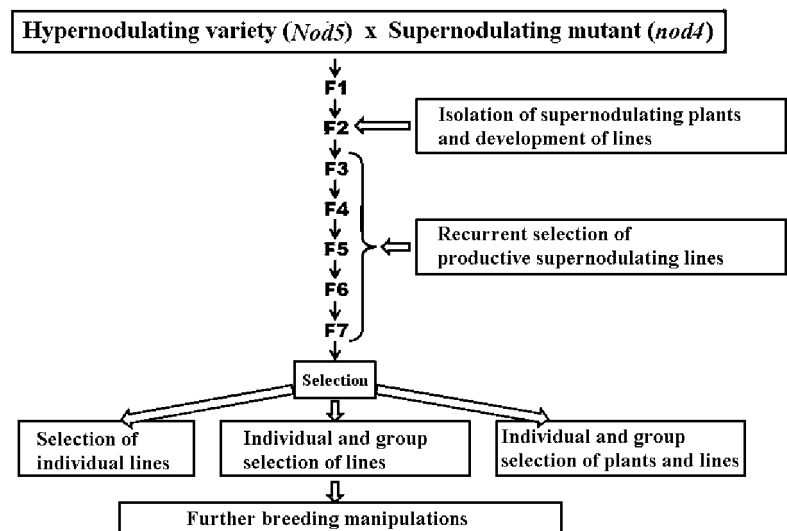 Hypernodulating variety (Nod5) x Supernodulating mutant (nod4)
F1
F2
Isolation of supernodulating plants
and development of lines
F3
F4
F5
Recurrent selection of
productive supernodulating lines
F6
F7
Selection
Selection of
individual lines
Individual and group
selection of lines
Individual and group
selection of plants and lines
Further breeding manipulations